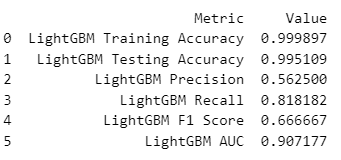 Metric Value
0 LightGBM Training Accuracy 0.999897
1 LightGBM Testing Accuracy 0.995109
2 LightGBM Precision 0.562500
3 LightGBM Recall 0.818182
4 LightGBM F1 Score 0.666667
5 LightGBM AUC 0.907177